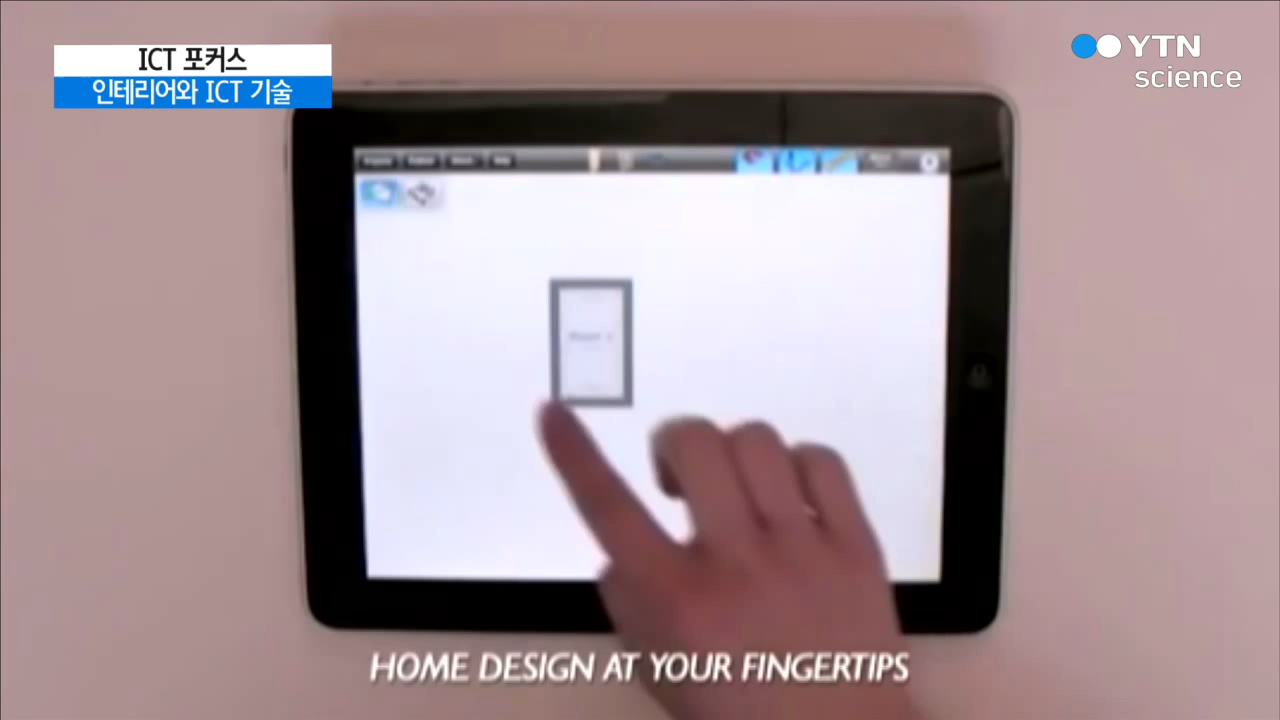 ICT 포커스
인테리어와 ICT 기술
YTN
science
HOME DESIGN AT YOUR FINGERTIPS